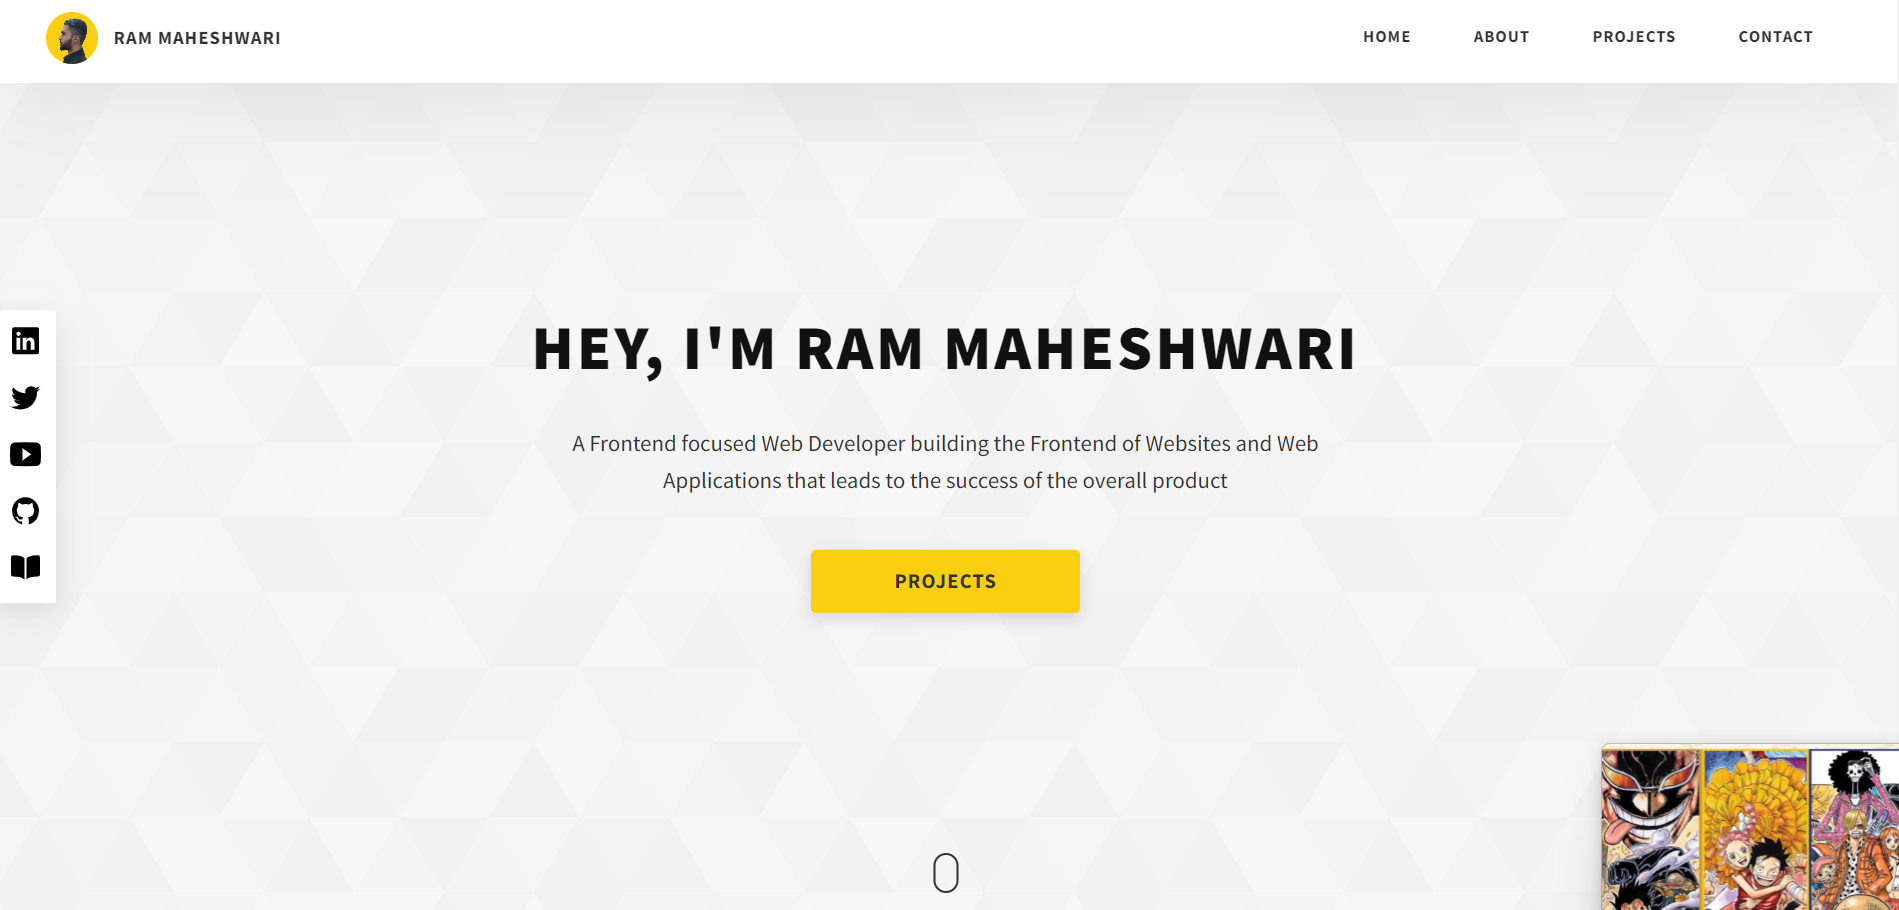 RAM MAHESHWARI
HOME
ABOUT
PROJECTS
CONTACT
in
HEY, I'M RAM MAHESHWARI
A Frontend focused Web Developer building the Frontend of Websites and Web
Applications that leads to the success of the overall product
PROJECTS